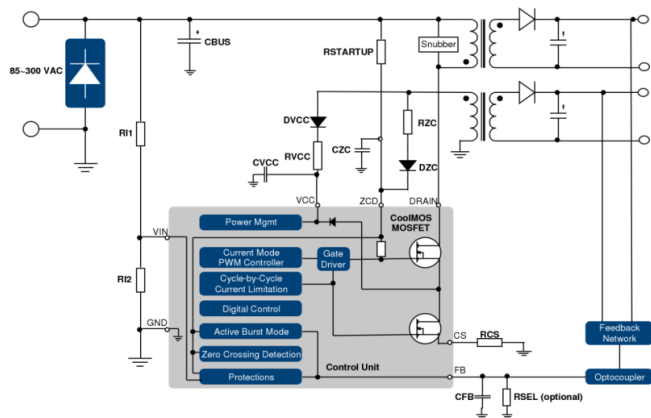 CBUS
RSTARTUP
Snubber
85~300 VAC
RI1
DVCC
RZC
RVCC
CZC
DZC
CVCC
VCC
ZCD
DRAIN
CoolMOS
MOSFET
VIN
Power Mgmt
Current Mode
PWM Controller
Gate
Driver
Cycle-by-Cycle
Current Limitation
RI2
Digital Control
GND
Active Burst Mode
CS
RCS
Feedback
Network
Zero Crossing Detection
Control Unit
Protections
FB
Optocoupler
CFB
RSEL (optional)